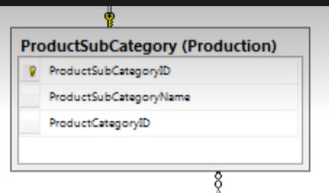 ProductSubCategory (Production)
ProductSubCategoryID
ProductSubCategoryName
ProductCategoryID